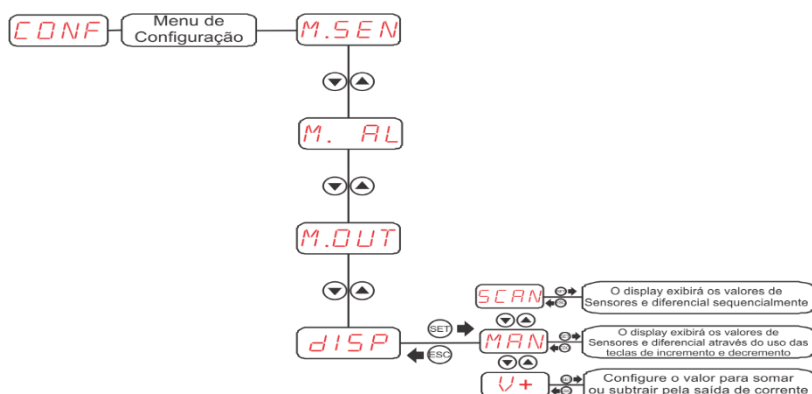 CONF
Menu de
Configuração
M.SEN
M. AL
M.OUT
dISP
SET
ESC
SCAN
O display exibirá os valores de
Sensores e diferencial sequencialmente
MAN
O display exibirá os valores de
Sensores e diferencial através do uso das
teclas de incremento e decremento
V+
Configure o valor para somar
ou subtrair pela saída de corrente